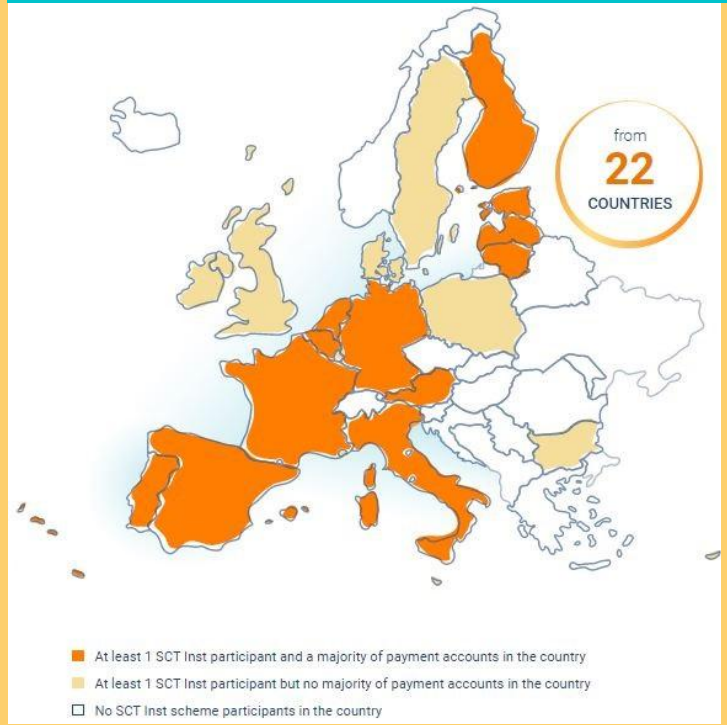 from
22
COUNTRIES
At least 1 SCT Inst participant and a majority of payment accounts in the country
At least 1 SCT Inst participant but no majority of payment accounts in the country
No SCT Inst scheme participants in the country